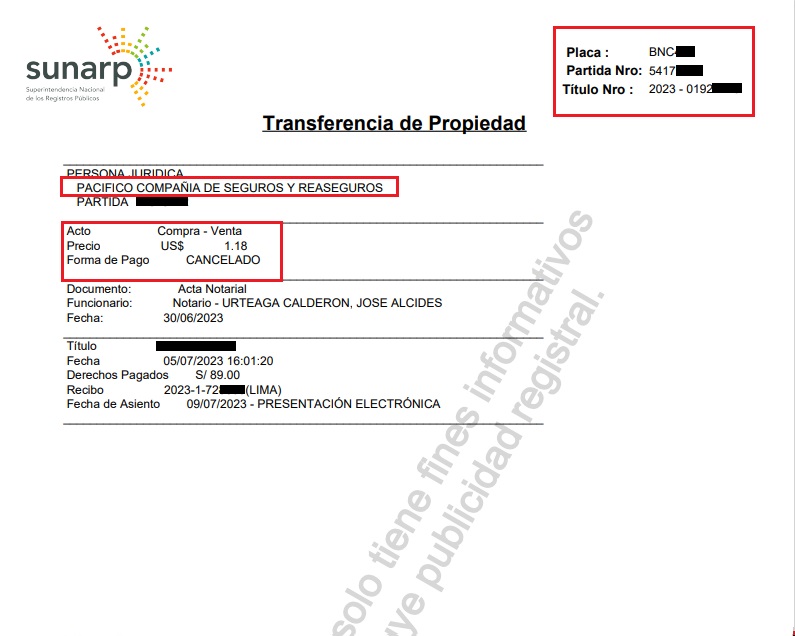 sunarp
Superintendencia Nacional
de los Registros Públicos
Placa : BNC-
Partida Nro: 5417
Título Nro : 2023 - 0192
Transferencia de Propiedad
PERSONA JURIDICA
PACIFICO COMPAÑIA DE SEGUROS Y REASEGUROS
PARTIDA
Acto Compra - Venta
Precio US$ 1.18
Forma de Pago CANCELADO
Documento: Acta Notarial
Funcionario: Notario - URTEAGA CALDERON, JOSE ALCIDES
Fecha: 30/06/2023
Título
Fecha 05/07/2023 16:01:20
Derechos Pagados S/ 89.00
Recibo 2023-1-72 (LIMA)
Fecha de Asiento 09/07/2023 - PRESENTACIÓN ELECTRÓNICA
solo tiene fines informativos
uye publicidad registral.